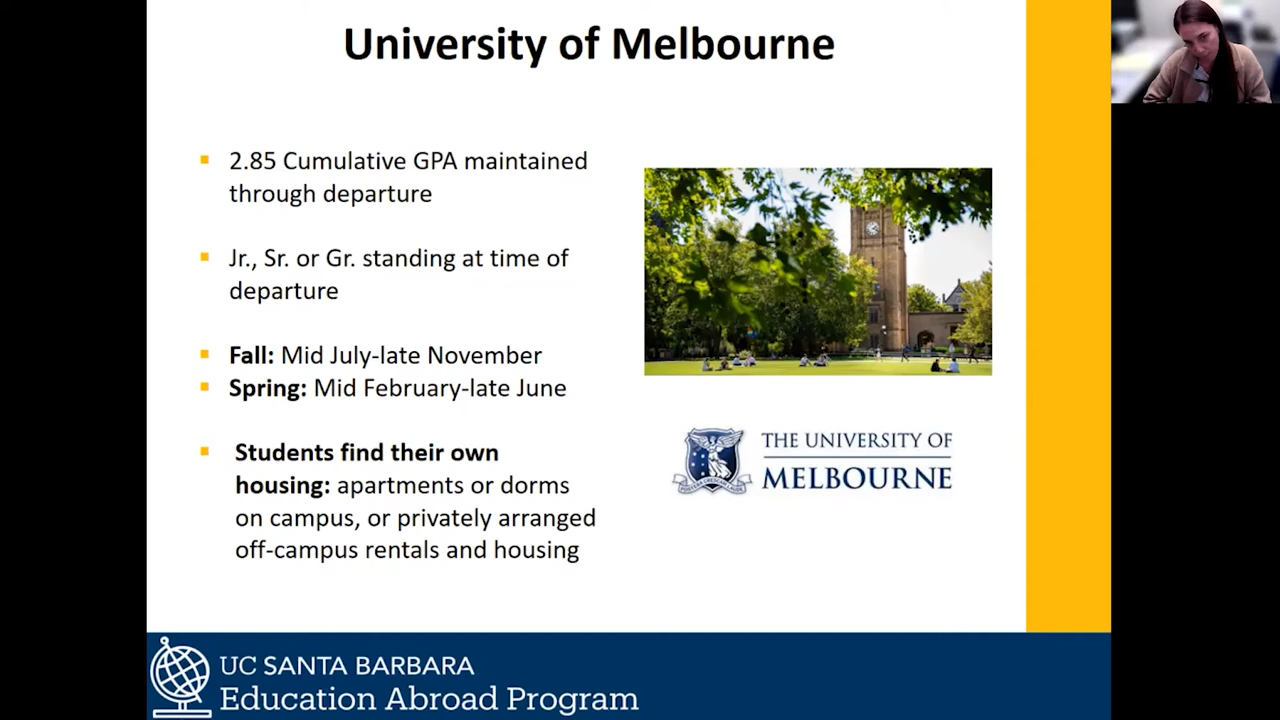 University of Melbourne
2.85 Cumulative GPA maintained
through departure
Jr., Sr. or Gr. standing at time of
departure
Fall: Mid July-late November
Spring: Mid February-late June
Students find their own
housing: apartments or dorms
on campus, or privately arranged
off-campus rentals and housing
THE UNIVERSITY OF
MELBOURNE
UC SANTA BARBARA
Education Abroad Program